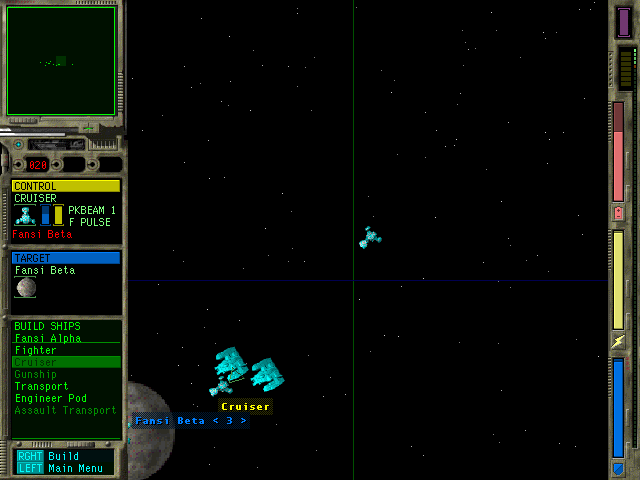 020
CONTROL
CRUISER
PKBEAM 1
F PULSE
Fansi Beta
TARGET
Fansi Beta
BUILD SHIPS
Fansi Alpha
Fighter
Cruiser
Gunship
Transport
Engineer Pod
Assault Transport
RGHT Build
LEFT Main Menu
Cruiser
Fansi Beta < 3 >